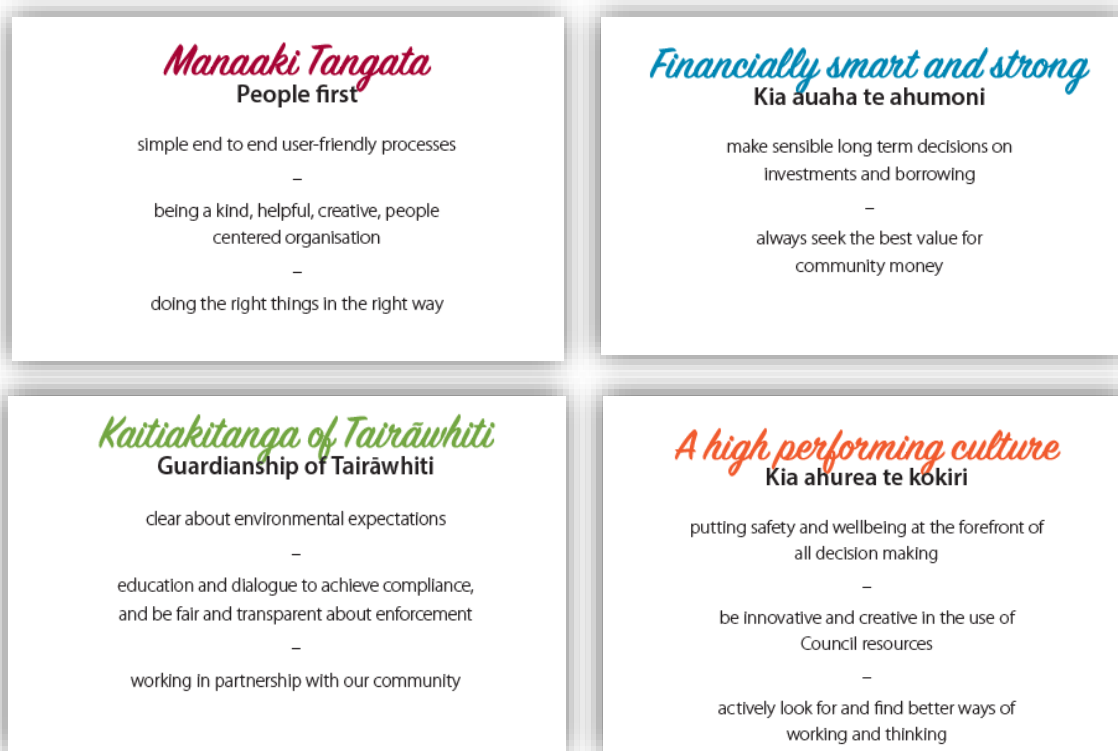 Manaaki Tangata
People first
simple end to end user-friendly processes
–
being a kind, helpful, creative, people
centered organisation
–
doing the right things in the right way
Financially smart and strong
Kia auaha te ahumoni
make sensible long term decisions on
investments and borrowing
–
always seek the best value for
community money
Kaitiakitanga of Tairāwhiti
Guardianship of Tairāwhiti
clear about environmental expectations
–
education and dialogue to achieve compliance,
and be fair and transparent about enforcement
–
working in partnership with our community
A high performing culture
Kia ahurea te kokiri
putting safety and wellbeing at the forefront of
all decision making
–
be innovative and creative in the use of
Council resources
–
actively look for and find better ways of
working and thinking